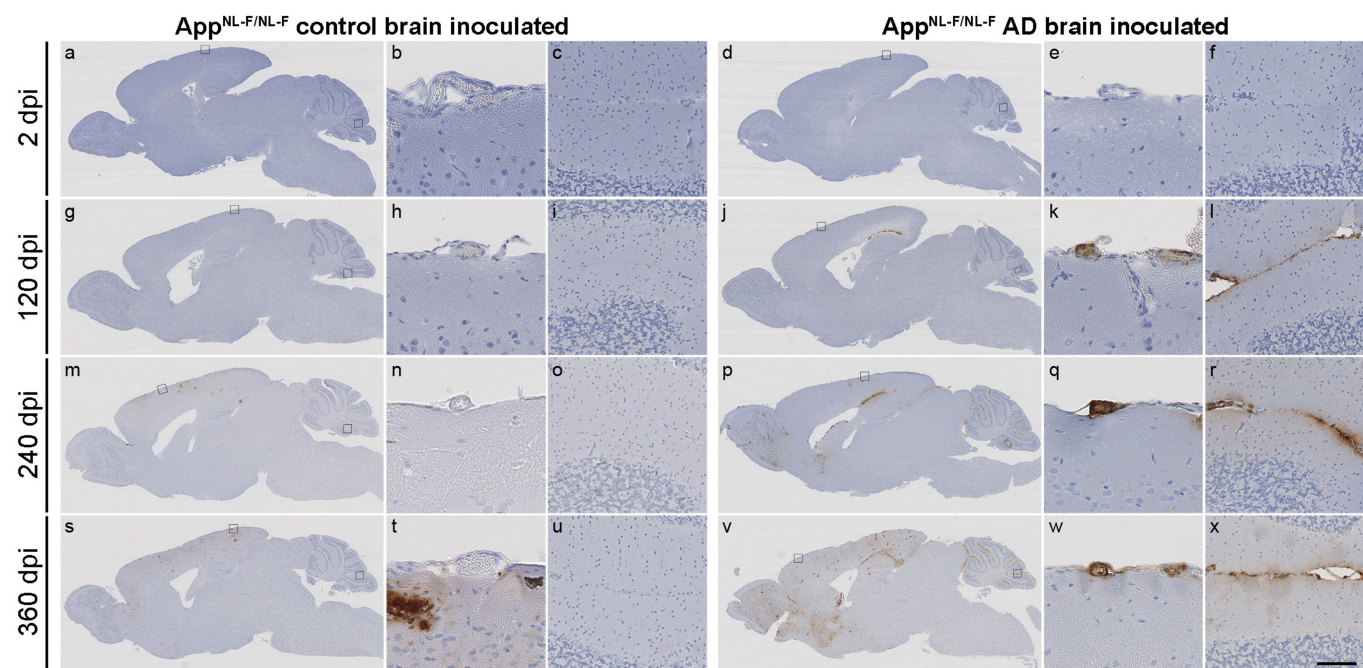 App^NL-F/NL-F control brain inoculated
App^NL-F/NL-F AD brain inoculated
2 dpi
a
b
c
d
e
f
120 dpi
g
h
i
j
k
l
240 dpi
m
n
o
p
q
r
360 dpi
s
t
u
v
w
x